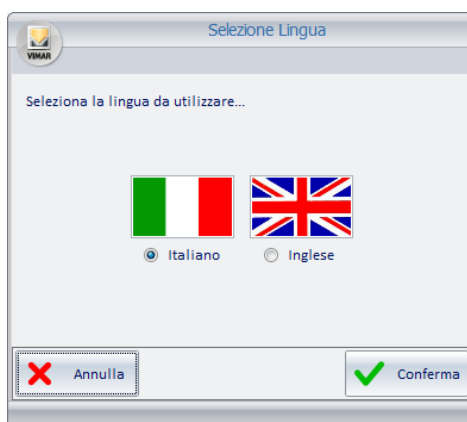 Selezione Lingua
VIMAR
Seleziona la lingua da utilizzare...
Italiano
Inglese
Annulla
Conferma